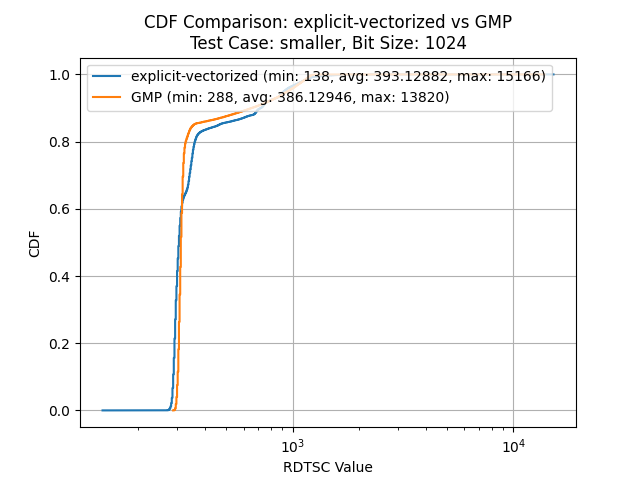 CDF Comparison: explicit-vectorized vs GMP
Test Case: smaller, Bit Size: 1024
explicit-vectorized (min: 138, avg: 393.12882, max: 15166)
GMP (min: 288, avg: 386.12946, max: 13820)
CDF
1.0
0.8
0.6
0.4
0.2
0.0
10³
10⁴
RDTSC Value